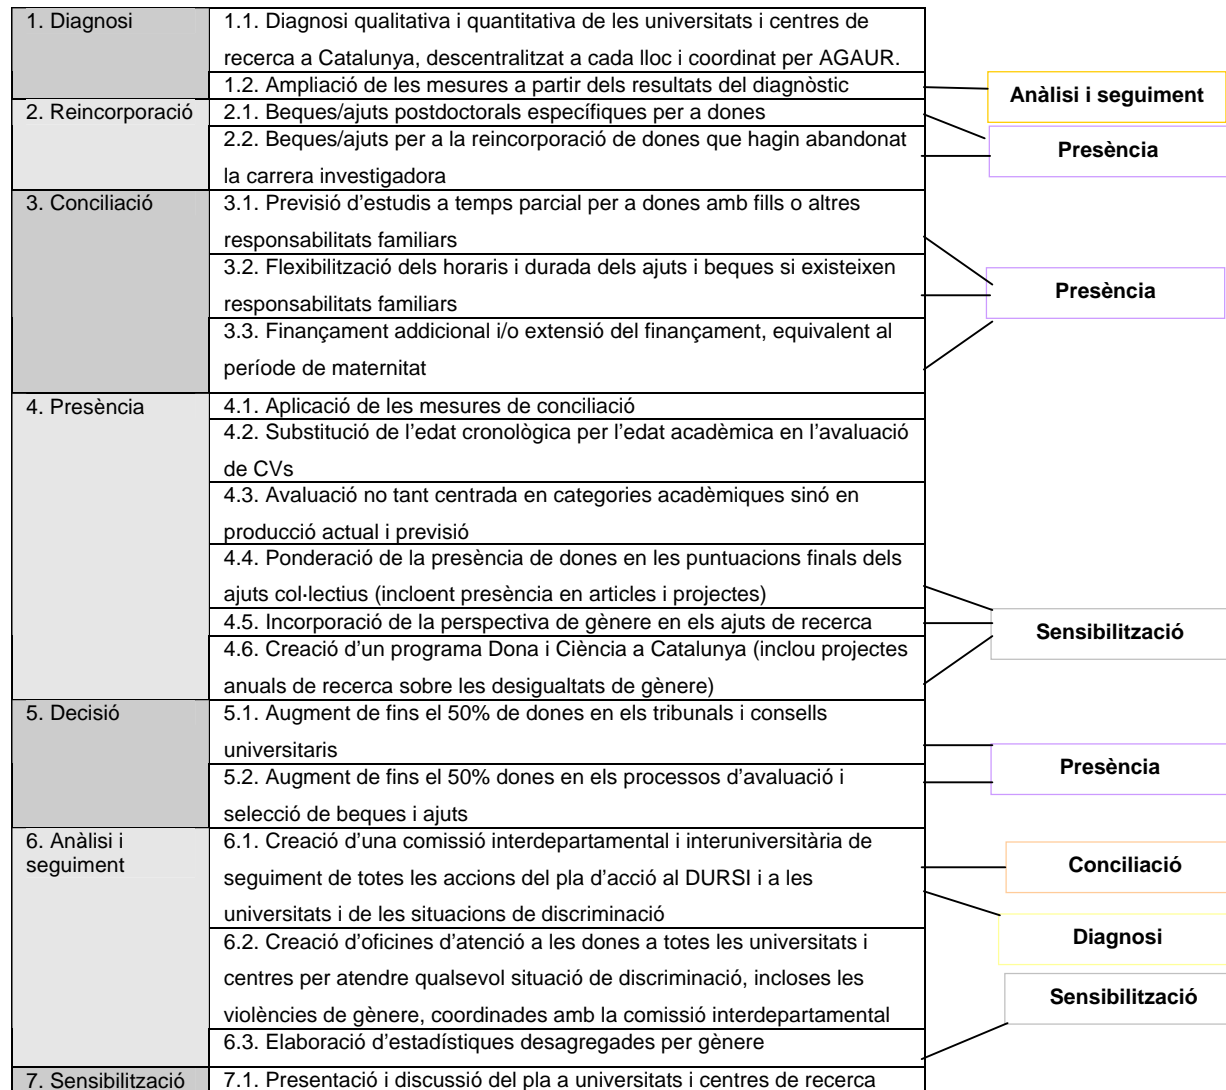 1. Diagnosi
1.1. Diagnosi qualitativa i quantitativa de les universitats i centres de
recerca a Catalunya, descentralitzat a cada lloc i coordinat per AGAUR.
1.2. Ampliació de les mesures a partir dels resultats del diagnòstic
Anàlisi i seguiment
2. Reincorporació
2.1. Beques/ajuts postdoctorals específiques per a dones
2.2. Beques/ajuts per a la reincorporació de dones que hagin abandonat
la carrera investigadora
Presència
3. Conciliació
3.1. Previsió d'estudis a temps parcial per a dones amb fills o altres
responsabilitats familiars
3.2. Flexibilització dels horaris i durada dels ajuts i beques si existeixen
responsabilitats familiars
3.3. Finançament addicional i/o extensió del finançament, equivalent al
període de maternitat
Presència
4. Presència
4.1. Aplicació de les mesures de conciliació
4.2. Substitució de l'edat cronològica per l'edat acadèmica en l'avaluació
de CVs
4.3. Avaluació no tant centrada en categories acadèmiques sinó en
producció actual i previsió
4.4. Ponderació de la presència de dones en les puntuacions finals dels
ajuts col·lectius (incloent presència en articles i projectes)
4.5. Incorporació de la perspectiva de gènere en els ajuts de recerca
4.6. Creació d'un programa Dona i Ciència a Catalunya (inclou projectes
anuals de recerca sobre les desigualtats de gènere)
Sensibilització
5. Decisió
5.1. Augment de fins el 50% de dones en els tribunals i consells
universitaris
5.2. Augment de fins el 50% dones en els processos d'avaluació i
selecció de beques i ajuts
Presència
6. Anàlisi i
seguiment
6.1. Creació d'una comissió interdepartamental i interuniversitària de
seguiment de totes les accions del pla d'acció al DURSI i a les
universitats i de les situacions de discriminació
6.2. Creació d'oficines d'atenció a les dones a totes les universitats i
centres per atendre qualsevol situació de discriminació, incloses les
violències de gènere, coordinades amb la comissió interdepartamental
6.3. Elaboració d'estadístiques desagregades per gènere
Conciliació
Diagnosi
Sensibilització
7. Sensibilització
7.1. Presentació i discussió del pla a universitats i centres de recerca